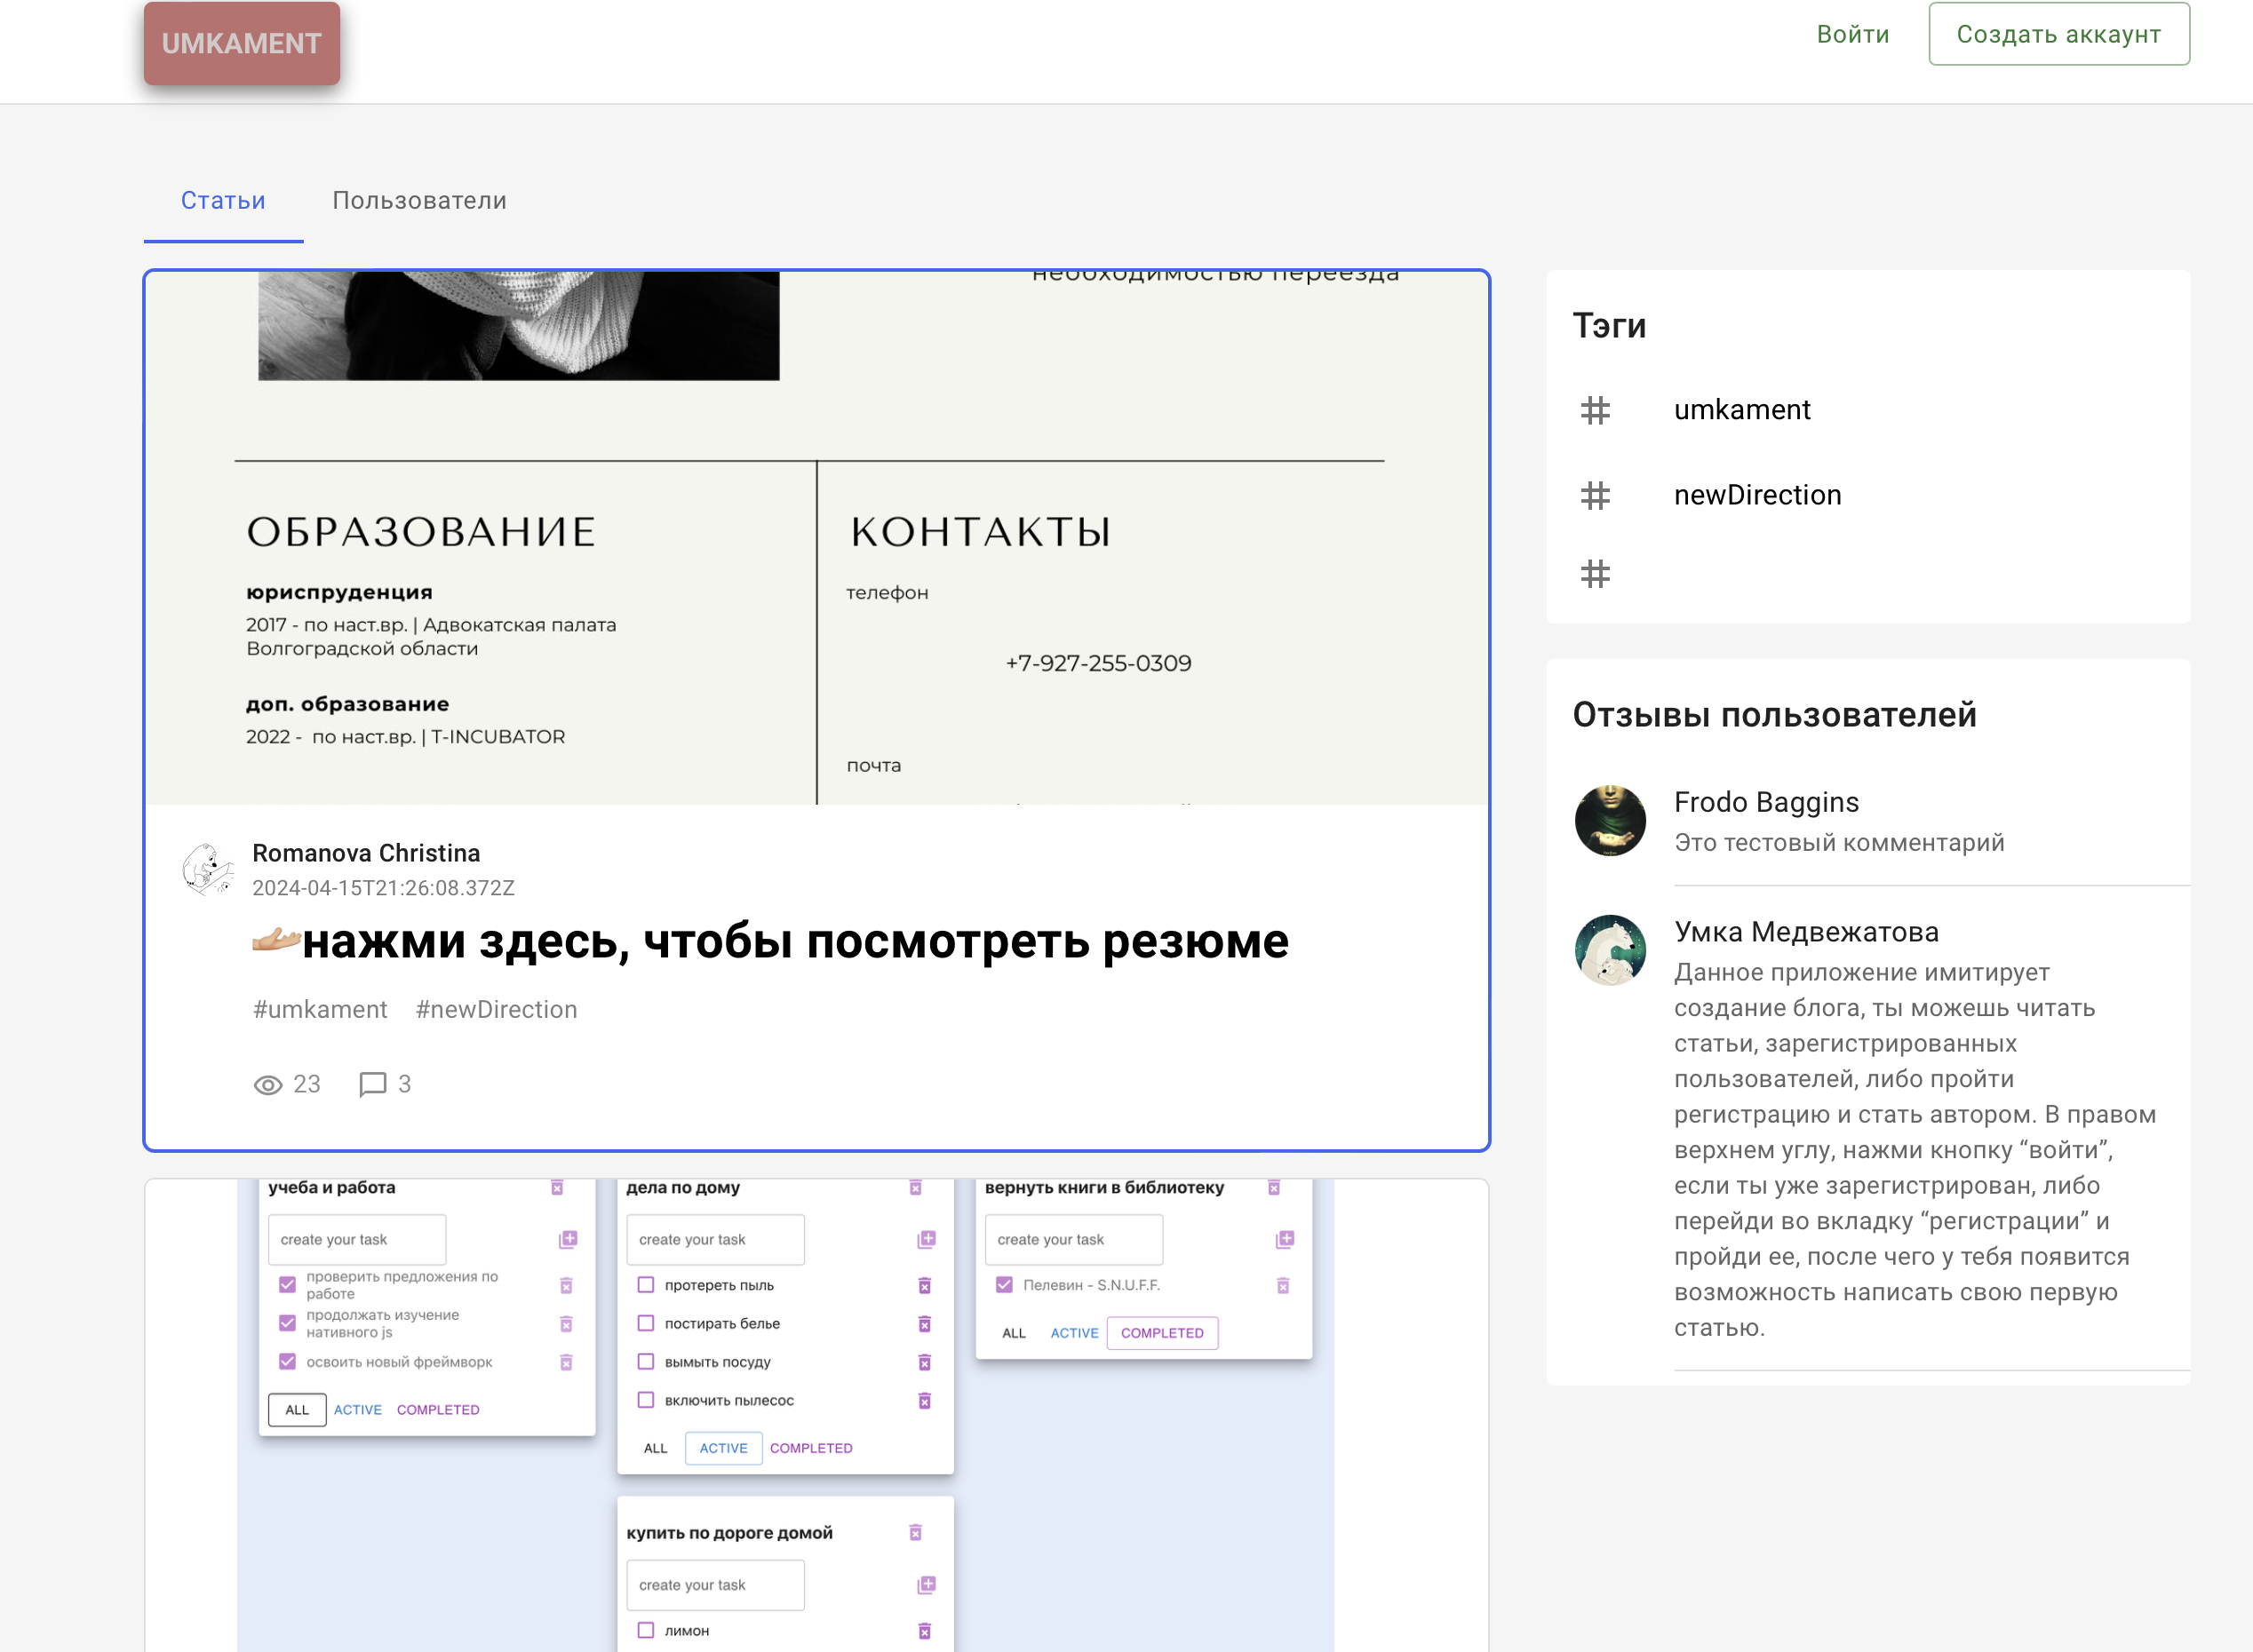 UMKAMENT
Войти
Создать аккаунт
Статьи
Пользователи
необходимостью переезда
ОБРАЗОВАНИЕ
юриспруденция
2017 - по наст.вр. | Адвокатская палата
Волгоградской области
доп. образование
2022 - по наст.вр. | T-INCUBATOR
КОНТАКТЫ
телефон
+7-927-255-0309
почта
Romanova Christina
2024-04-15T21:26:08.372Z
🫴🏼нажми здесь, чтобы посмотреть резюме
#umkament #newDirection
23 3
учеба и работа
create your task
проверить предложения по
работе
продолжать изучение
нативного js
освоить новый фреймворк
ALL ACTIVE COMPLETED
дела по дому
create your task
протереть пыль
постирать белье
вымыть посуду
включить пылесос
ALL ACTIVE COMPLETED
вернуть книги в библиотеку
create your task
Пелевин - S.N.U.F.F.
ALL ACTIVE COMPLETED
купить по дороге домой
create your task
лимон
Тэги
# umkament
# newDirection
#
Отзывы пользователей
Frodo Baggins
Это тестовый комментарий
Умка Медвежатова
Данное приложение имитирует
создание блога, ты можешь читать
статьи, зарегистрированных
пользователей, либо пройти
регистрацию и стать автором. В правом
верхнем углу, нажми кнопку “войти”,
если ты уже зарегистрирован, либо
перейди во вкладку “регистрации” и
пройди ее, после чего у тебя появится
возможность написать свою первую
статью.